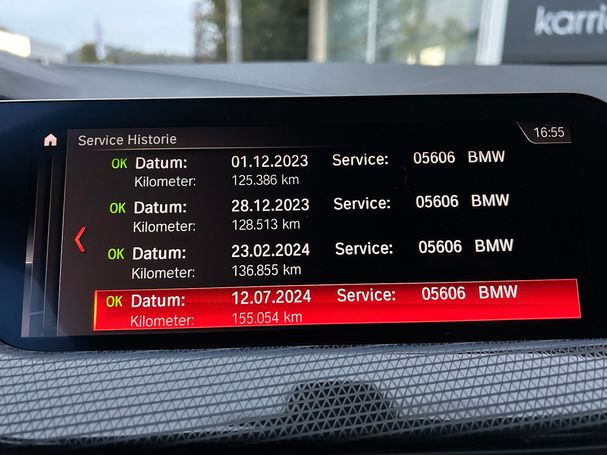 karri
16:55
Service Historie
OK Datum: 01.12.2023 Service: 05606 BMW
Kilometer: 125.386 km
OK Datum: 28.12.2023 Service: 05606 BMW
Kilometer: 128.513 km
OK Datum: 23.02.2024 Service: 05606 BMW
Kilometer: 136.855 km
OK Datum: 12.07.2024 Service: 05606 BMW
Kilometer: 155.054 km